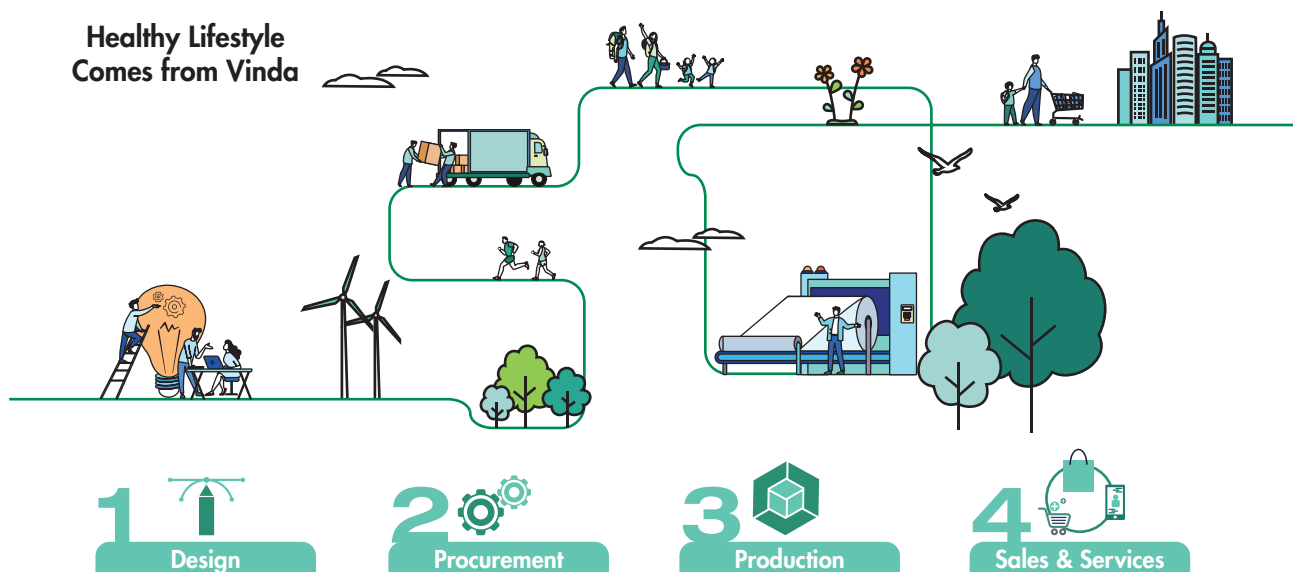 Healthy Lifestyle
Comes from Vinda
1
Design
2
Procurement
3
Production
4
Sales & Services